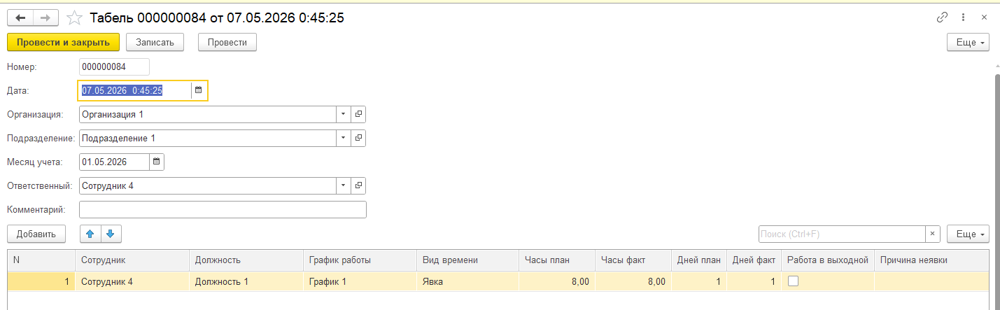 Табель 000000084 от 07.05.2026 0:45:25
Провести и закрыть Записать Провести Еще
Номер: 000000084
Дата: 07.05.2026 0:45:25
Организация: Организация 1
Подразделение: Подразделение 1
Месяц учета: 01.05.2026
Ответственный: Сотрудник 4
Комментарий:
Добавить Поиск (Ctrl+F) × Еще
N Сотрудник Должность График работы Вид времени Часы план Часы факт Дней план Дней факт Работа в выходной Причина неявки
1 Сотрудник 4 Должность 1 График 1 Явка 8,00 8,00 1 1